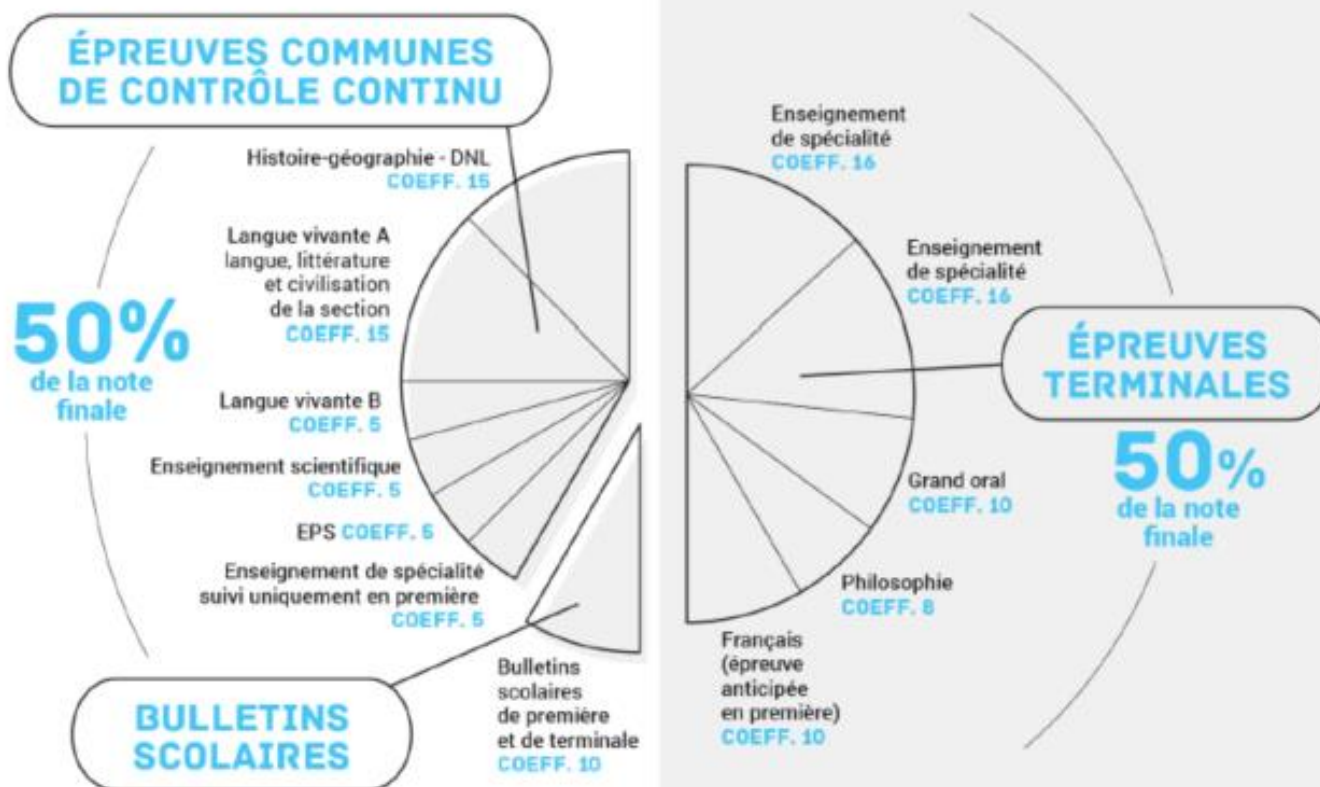 ÉPREUVES COMMUNES
DE CONTRÔLE CONTINU
Histoire-géographie - DNL
COEFF. 15
Langue vivante A
langue, littérature
et civilisation
de la section
COEFF. 15
50%
de la note
finale
Langue vivante B
COEFF. 5
Enseignement scientifique
COEFF. 5
EPS COEFF. 5
Enseignement de spécialité
suivi uniquement en première
COEFF. 5
Bulletins
scolaires
de première
et de terminale
COEFF. 10
BULLETINS
SCOLAIRES
Enseignement
de spécialité
COEFF. 16
Enseignement
de spécialité
COEFF. 16
ÉPREUVES
TERMINALES
50%
de la note
finale
Grand oral
COEFF. 10
Philosophie
COEFF. 8
Français
(épreuve
anticipée
en première)
COEFF. 10